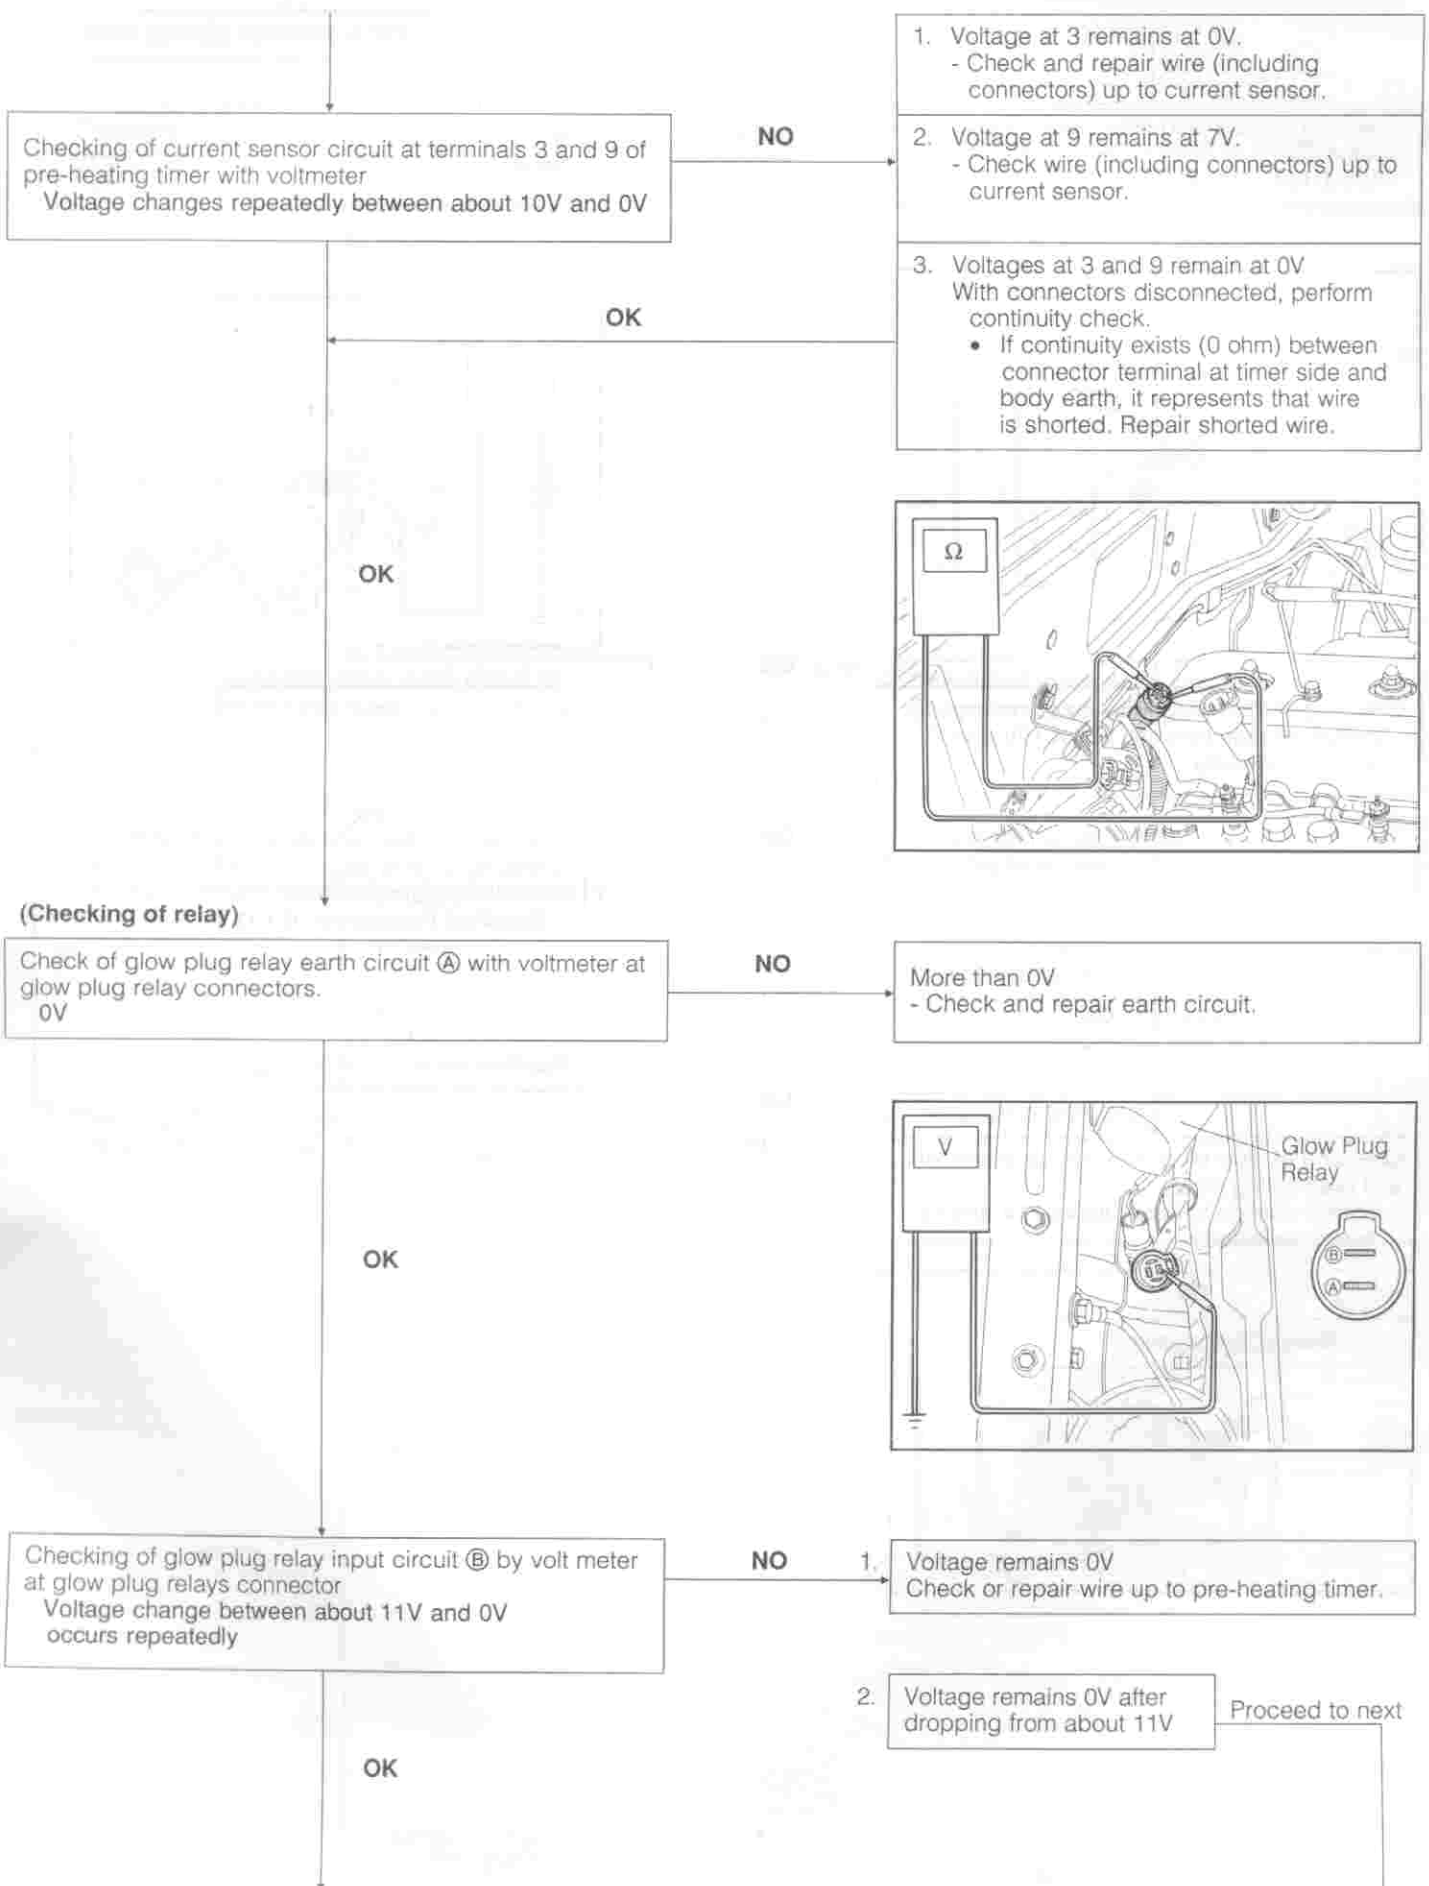 1. Voltage at 3 remains at 0V.
- Check and repair wire (including
connectors) up to current sensor.
Checking of current sensor circuit at terminals 3 and 9 of
pre-heating timer with voltmeter
Voltage changes repeatedly between about 10V and 0V
NO
2. Voltage at 9 remains at 7V.
- Check wire (including connectors) up to
current sensor.
3. Voltages at 3 and 9 remain at 0V
With connectors disconnected, perform
continuity check.
• If continuity exists (0 ohm) between
connector terminal at timer side and
body earth, it represents that wire
is shorted. Repair shorted wire.
OK
OK
Ω
(Checking of relay)
Check of glow plug relay earth circuit Ⓐ with voltmeter at
glow plug relay connectors.
0V
NO
More than 0V
- Check and repair earth circuit.
V
Glow Plug
Relay
Ⓑ
Ⓐ
OK
Checking of glow plug relay input circuit Ⓑ by volt meter
at glow plug relays connector
Voltage change between about 11V and 0V
occurs repeatedly
NO
1. Voltage remains 0V
Check or repair wire up to pre-heating timer.
2. Voltage remains 0V after
dropping from about 11V
Proceed to next
OK